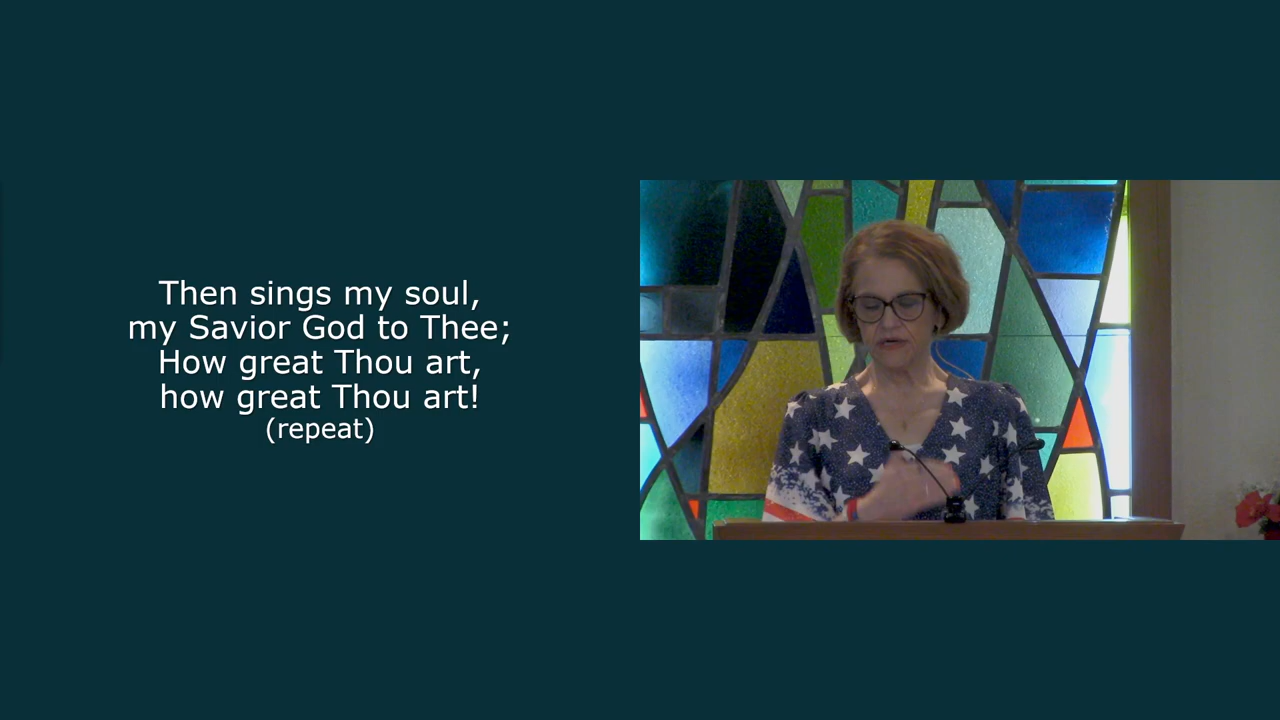 Then sings my soul,
my Savior God to Thee;
How great Thou art,
how great Thou art!
(repeat)